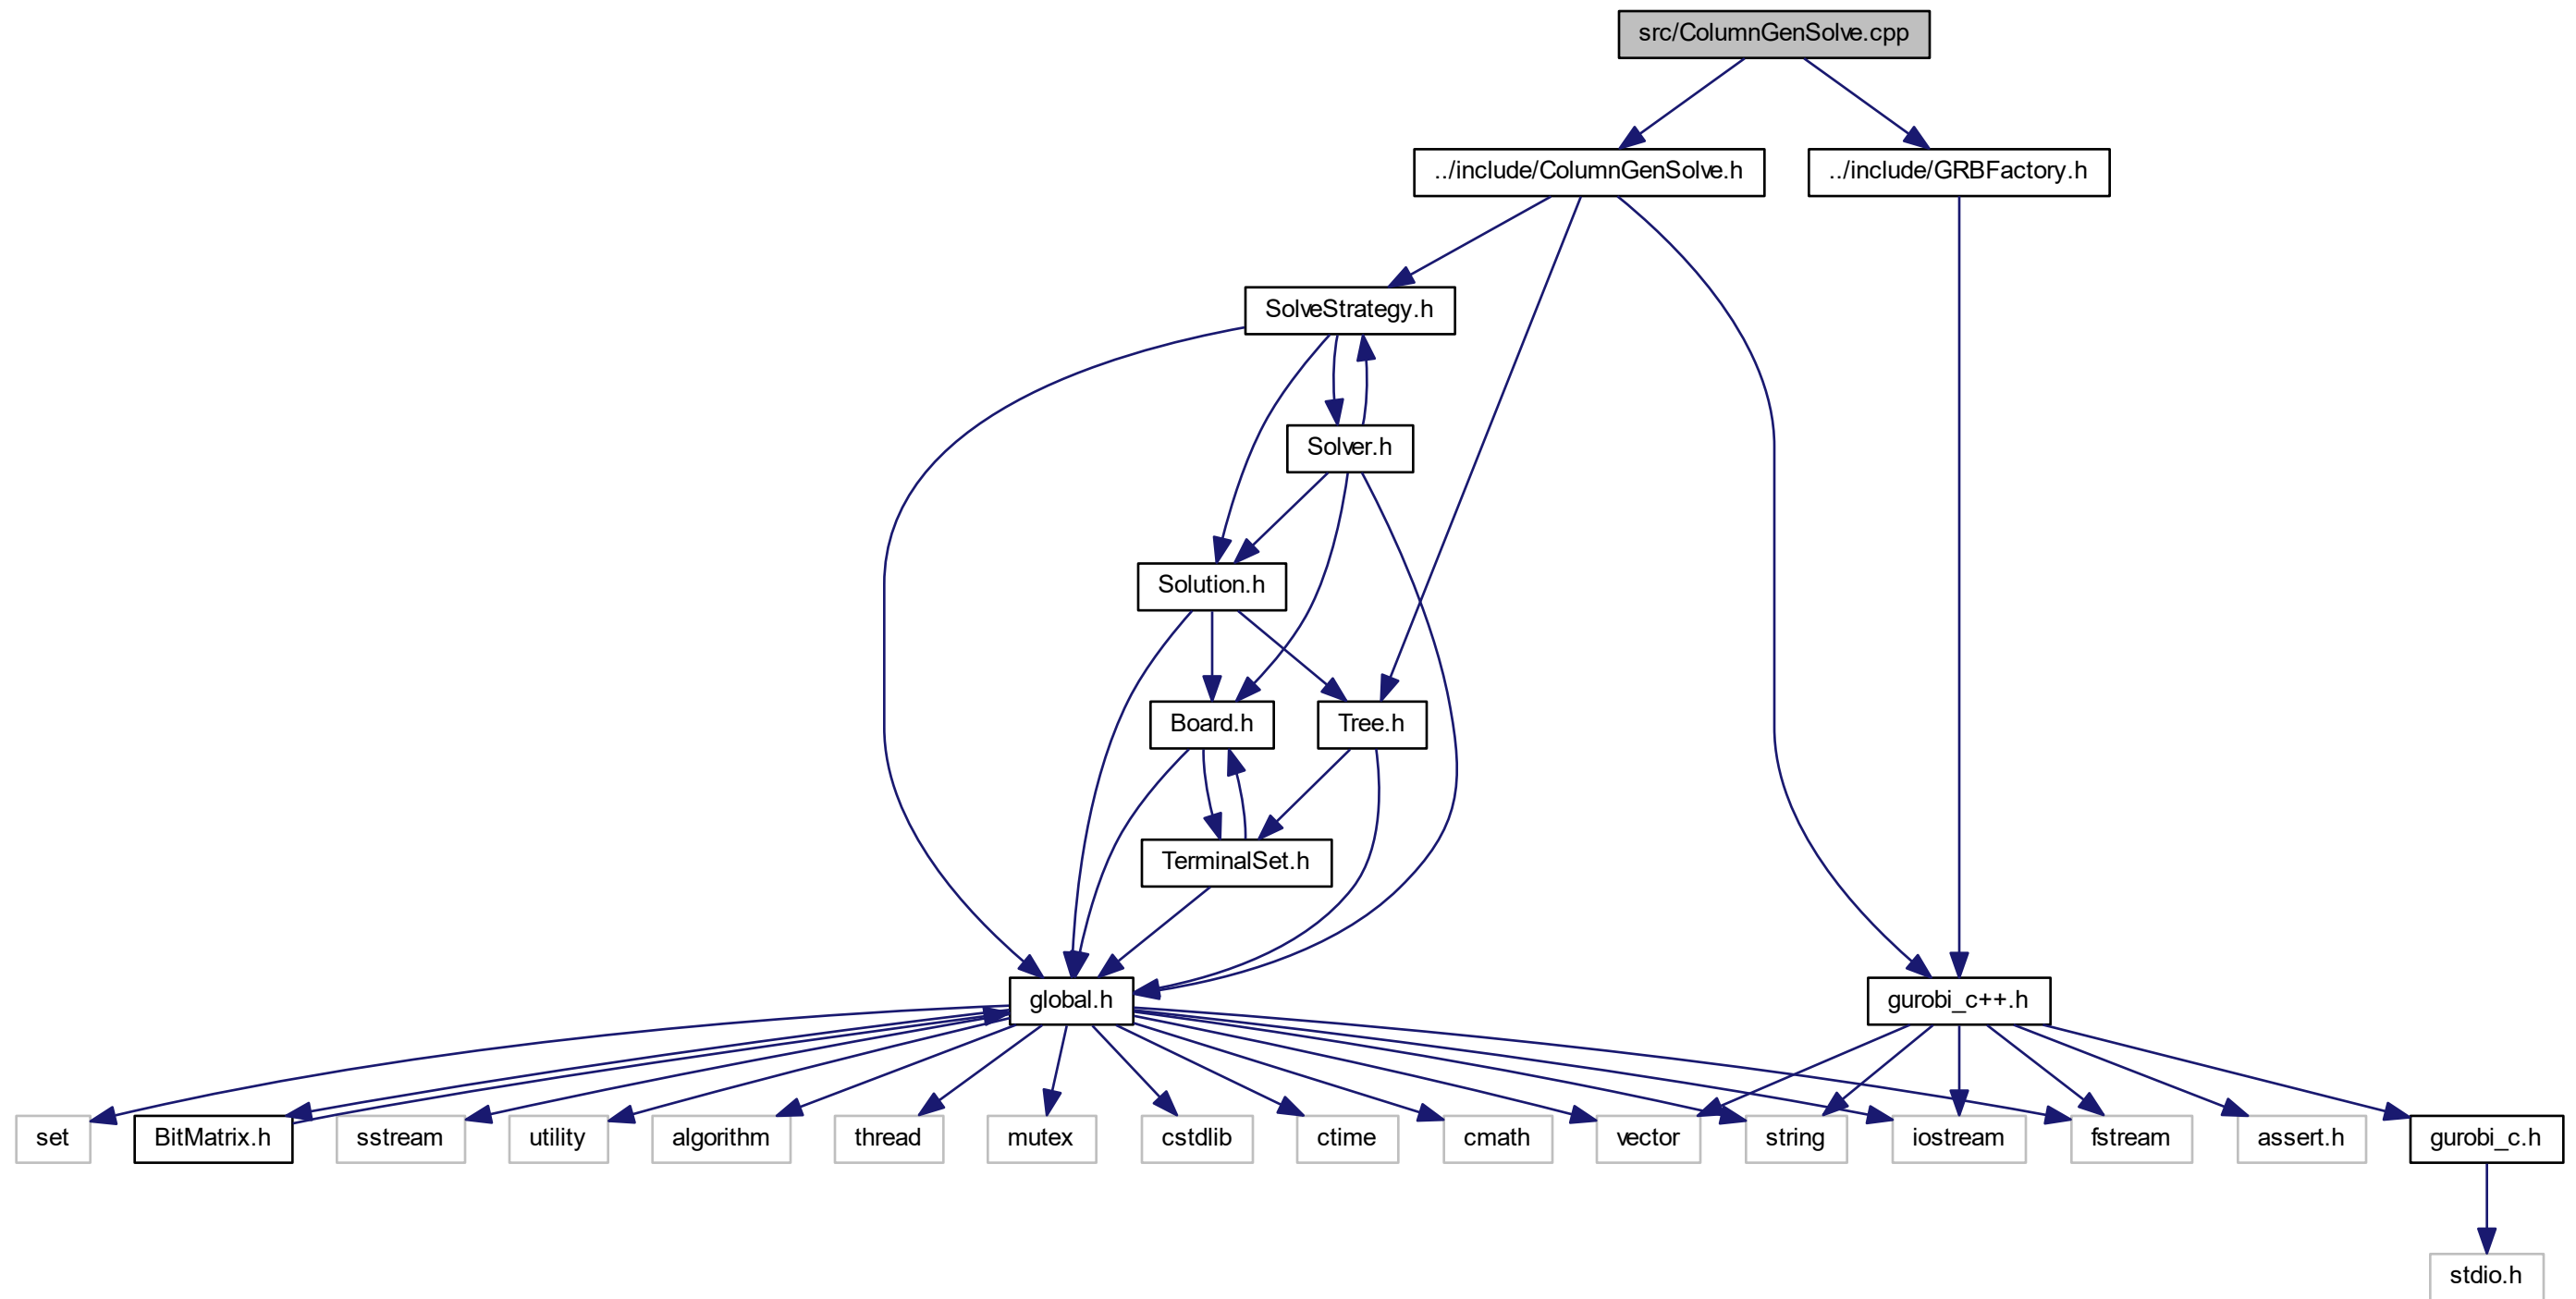 src/ColumnGenSolve.cpp
../include/ColumnGenSolve.h
../include/GRBFactory.h
SolveStrategy.h
Solver.h
Solution.h
Board.h
Tree.h
TerminalSet.h
global.h
gurobi_c++.h
set
BitMatrix.h
sstream
utility
algorithm
thread
mutex
cstdlib
ctime
cmath
vector
string
iostream
fstream
assert.h
gurobi_c.h
stdio.h